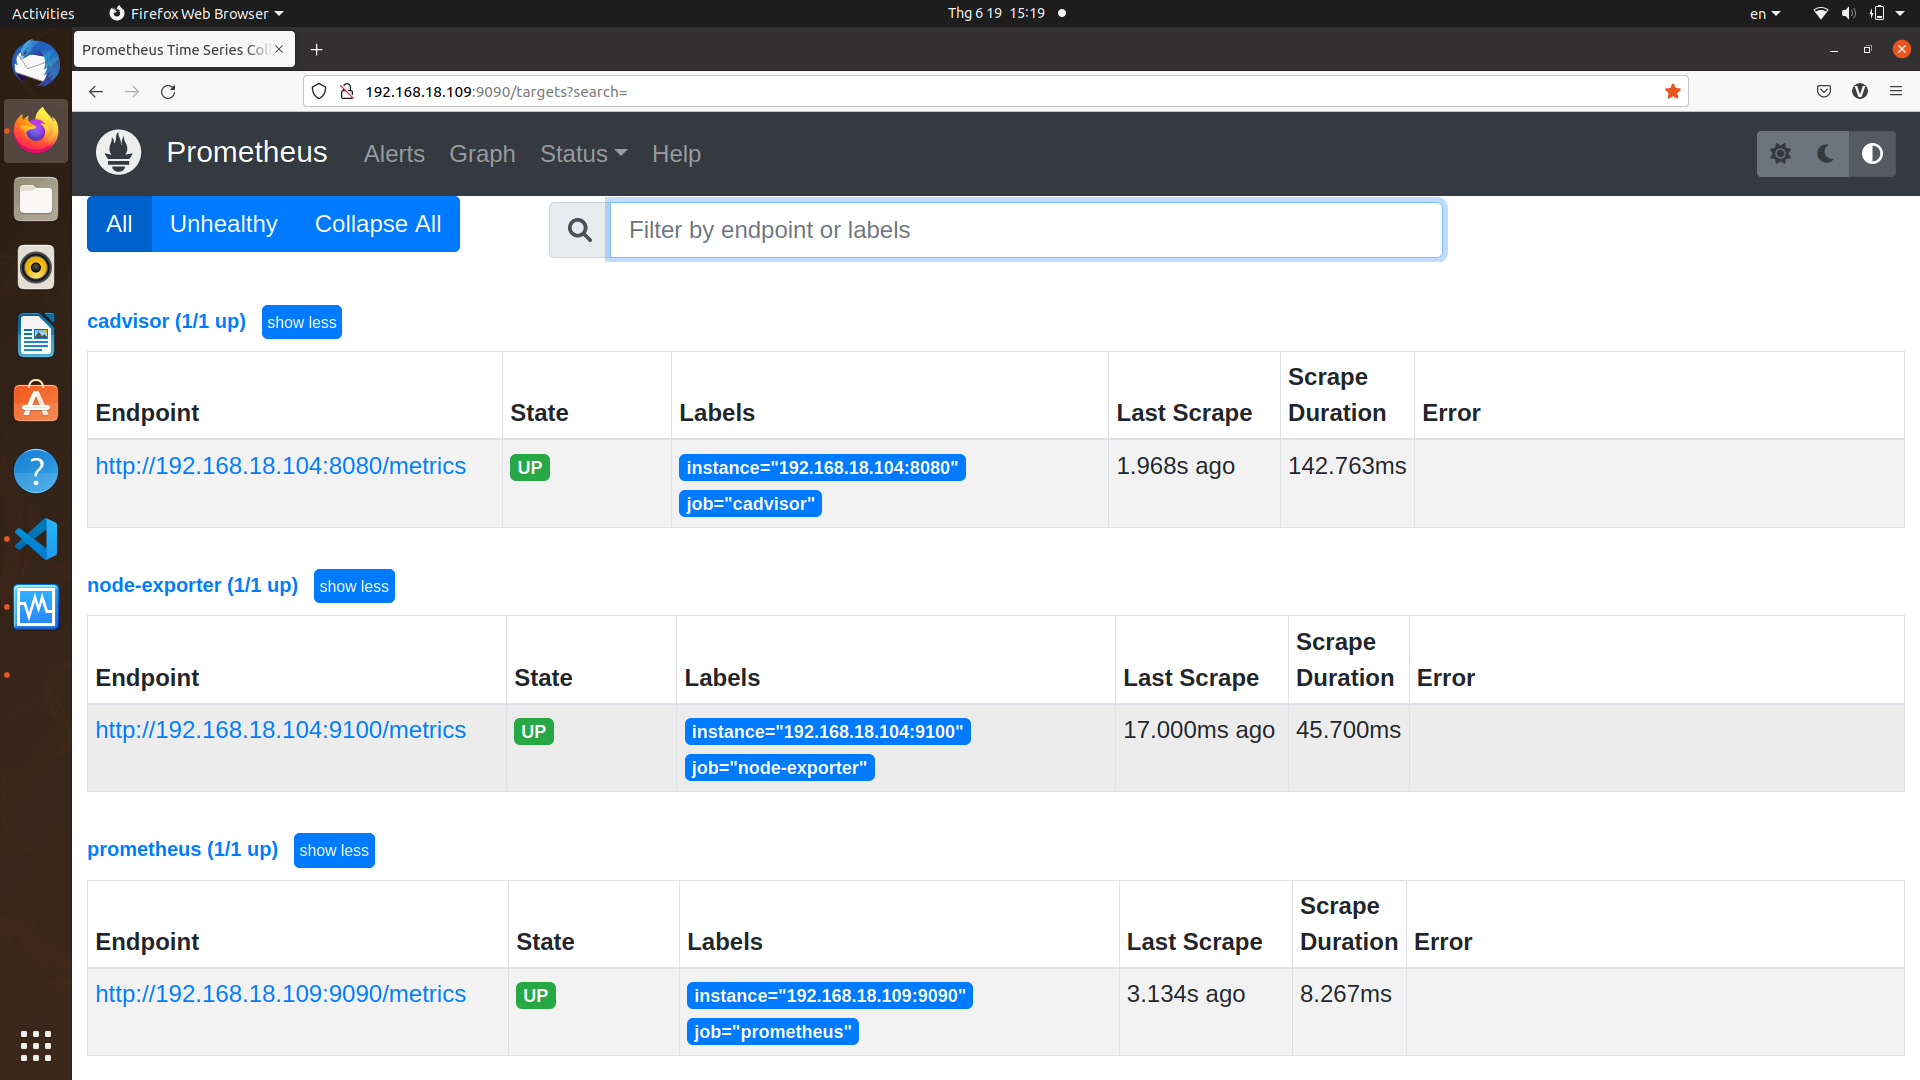 Activities
Firefox Web Browser
Thg 6 19 15:19
en
Prometheus Time Series Col
192.168.18.109:9090/targets?search=
Prometheus
Alerts
Graph
Status
Help
All
Unhealthy
Collapse All
Filter by endpoint or labels
cadvisor (1/1 up)
show less
Endpoint
State
Labels
Last Scrape
Scrape
Duration
Error
http://192.168.18.104:8080/metrics
UP
instance="192.168.18.104:8080"
job="cadvisor"
1.968s ago
142.763ms
node-exporter (1/1 up)
show less
Endpoint
State
Labels
Last Scrape
Scrape
Duration
Error
http://192.168.18.104:9100/metrics
UP
instance="192.168.18.104:9100"
job="node-exporter"
17.000ms ago
45.700ms
prometheus (1/1 up)
show less
Endpoint
State
Labels
Last Scrape
Scrape
Duration
Error
http://192.168.18.109:9090/metrics
UP
instance="192.168.18.109:9090"
job="prometheus"
3.134s ago
8.267ms